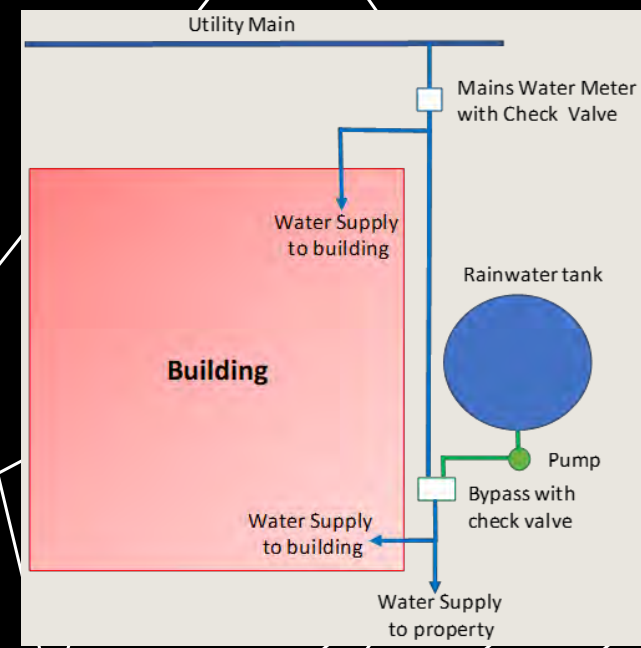 Utility Main
Mains Water Meter
with Check Valve
Water Supply
to building
Rainwater tank
Building
Pump
Bypass with
check valve
Water Supply
to building
Water Supply
to property